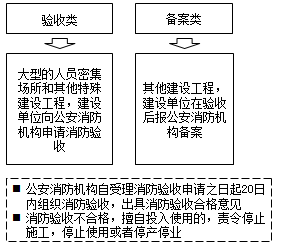 验收类
备案类
大型的人员密集
场所和其他特殊
建设工程，建设
单位向公安消防
机构申请消防验
收
其他建设工程，
建设单位在验收
后报公安消防机
构备案
■ 公安消防机构自受理消防验收申请之日起20日
内组织消防验收，出具消防验收合格意见
■ 消防验收不合格，擅自投入使用的，责令停止
施工，停止使用或者停产停业